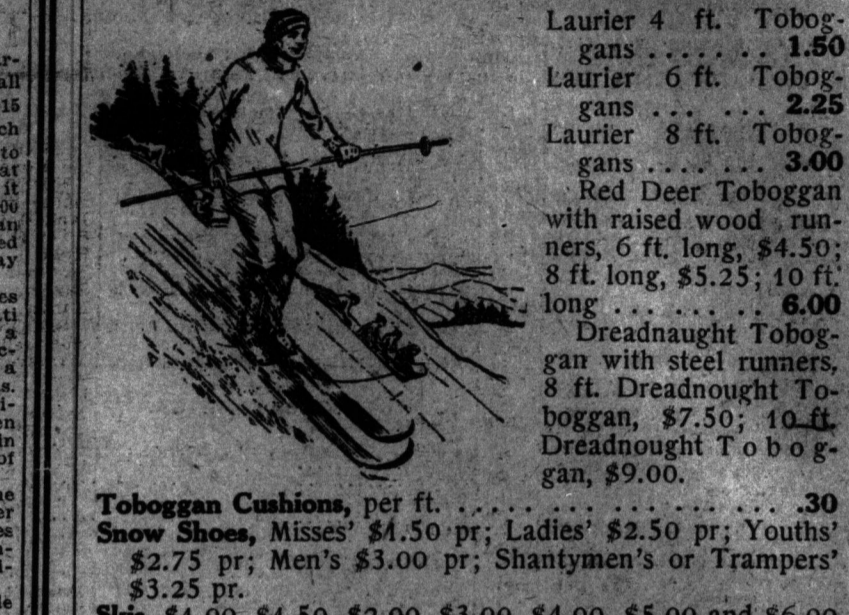 Laurier 4 ft. Tobog-
gans . . . . . . . 1.50
Laurier 6 ft. Tobog-
gans . . . . . . 2.25
Laurier 8 ft. Tobog-
gans . . . . . . . 3.00
Red Deer Toboggan
with raised wood run-
ners, 6 ft. long, $4.50;
8 ft. long, $5.25; 10 ft.
long . . . . . . . . 6.00
Dreadnaught Tobog-
gan with steel runners,
8 ft. Dreadnought To-
boggan, $7.50; 10 ft.
Dreadnought Tobog-
gan, $9.00.
Toboggan Cushions, per ft. . . . . . . . . . . . . . . . . .30
Snow Shoes, Misses' $1.50 pr; Ladies' $2.50 pr; Youths'
$2.75 pr; Men's $3.00 pr; Shantymen's or Trampers'
$3.25 pr.